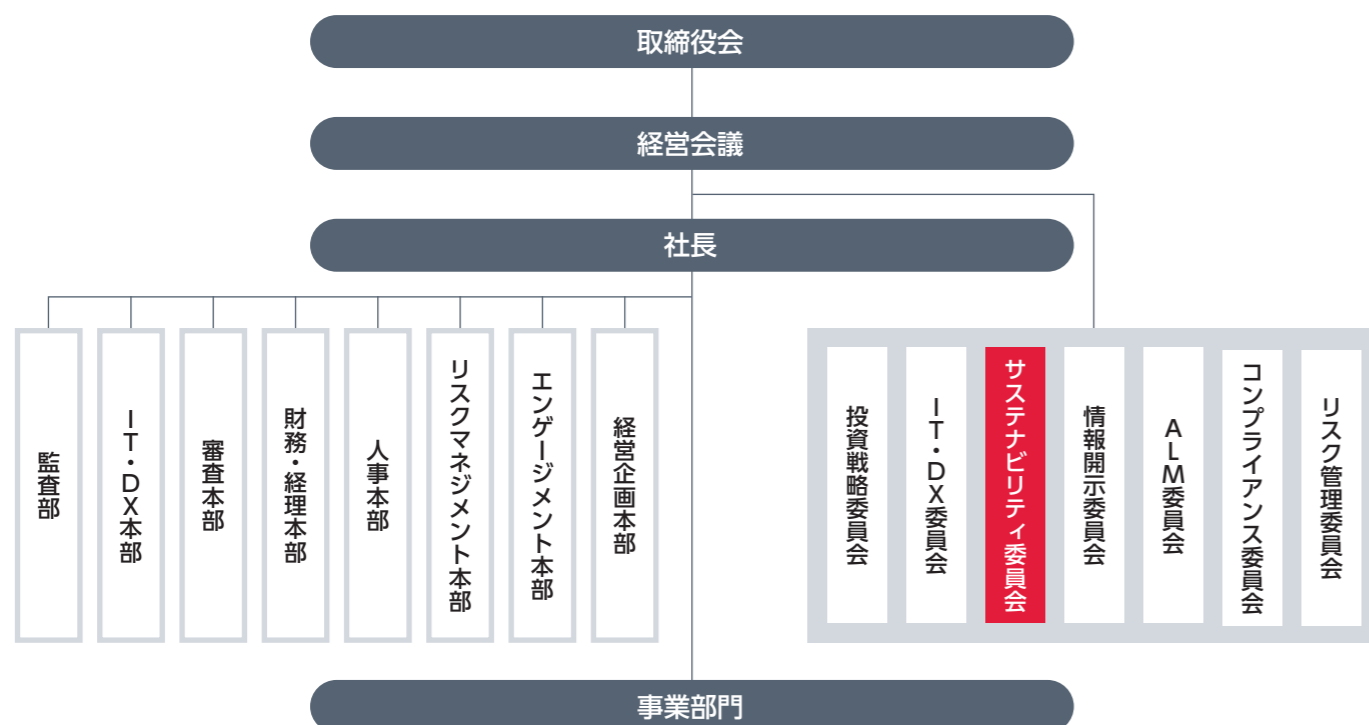 取締役会
経営会議
社長
監査部
IT・DX本部
審査本部
財務・経理本部
人事本部
リスクマネジメント本部
エンゲージメント本部
経営企画本部
投資戦略委員会
IT・DX委員会
サステナビリティ委員会
情報開示委員会
ALM委員会
コンプライアンス委員会
リスク管理委員会
事業部門